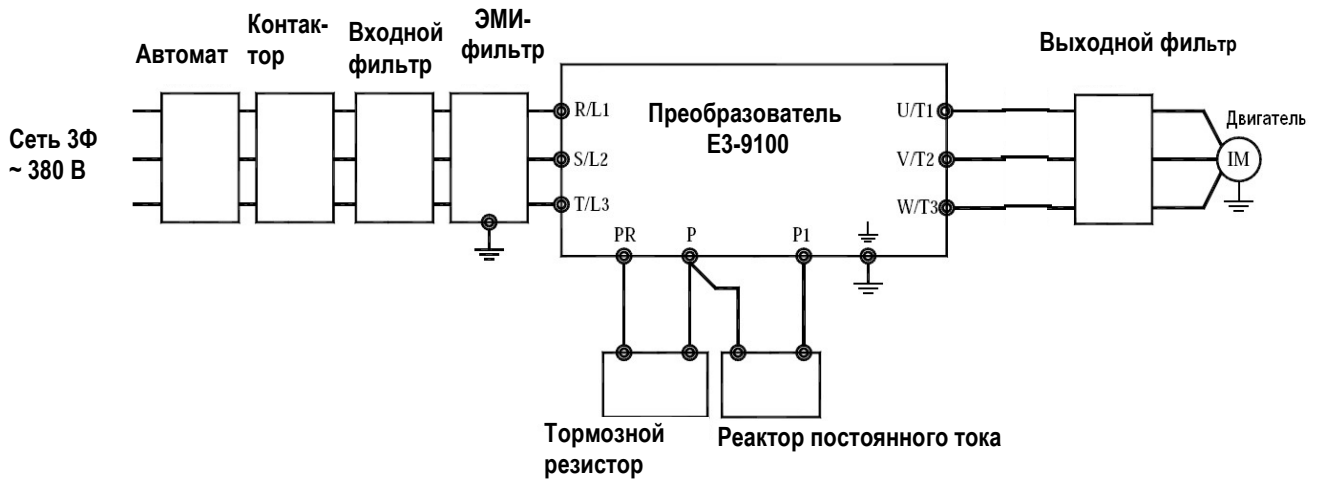 Автомат
Контак-
тор
Входной
фильтр
ЭМИ-
фильтр
Выходной фильтр
Сеть 3Ф
~ 380 В
R/L1
S/L2
T/L3
Преобразователь
Е3-9100
U/T1
V/T2
W/T3
Двигатель
IM
PR
P
P1
Тормозной
резистор
Реактор постоянного тока